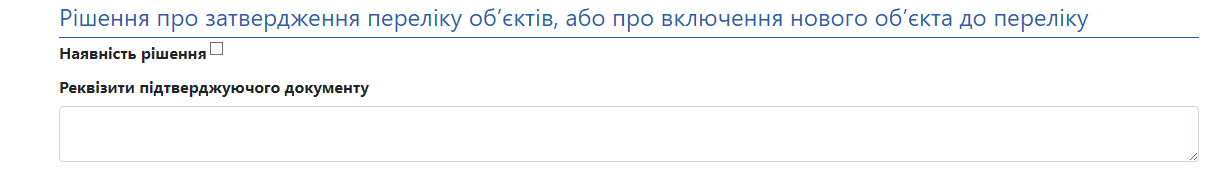 Рішення про затвердження переліку об’єктів, або про включення нового об’єкта до переліку
Наявність рішення
Реквізити підтверджуючого документу